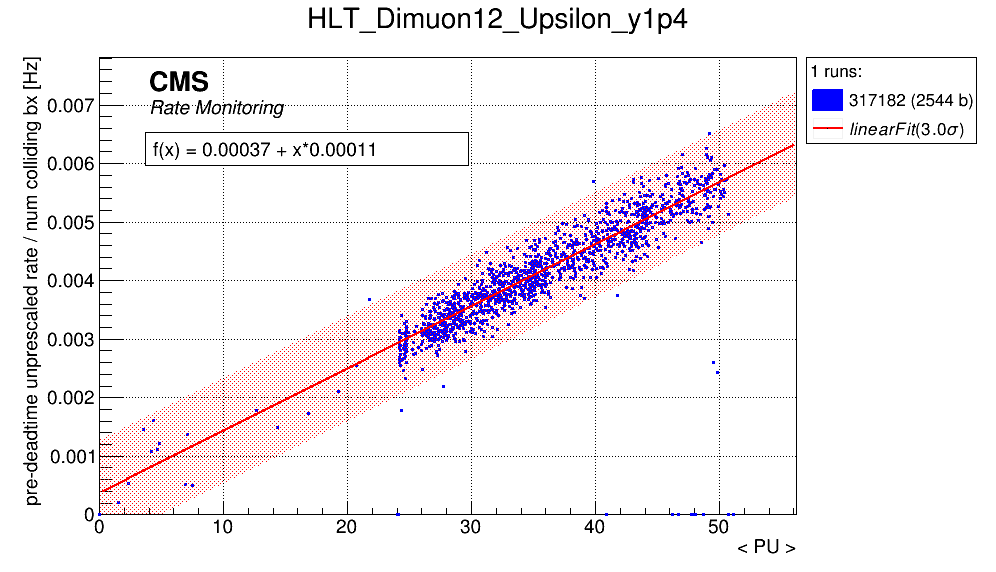 HLT_Dimuon12_Upsilon_y1p4
pre-deadtime unprescaled rate / num colliding bx [Hz]
CMS
Rate Monitoring
f(x) = 0.00037 + x*0.00011
1 runs:
317182 (2544 b)
linearFit(3.0σ)
0.007
0.006
0.005
0.004
0.003
0.002
0.001
0
0 10 20 30 40 50
< PU >